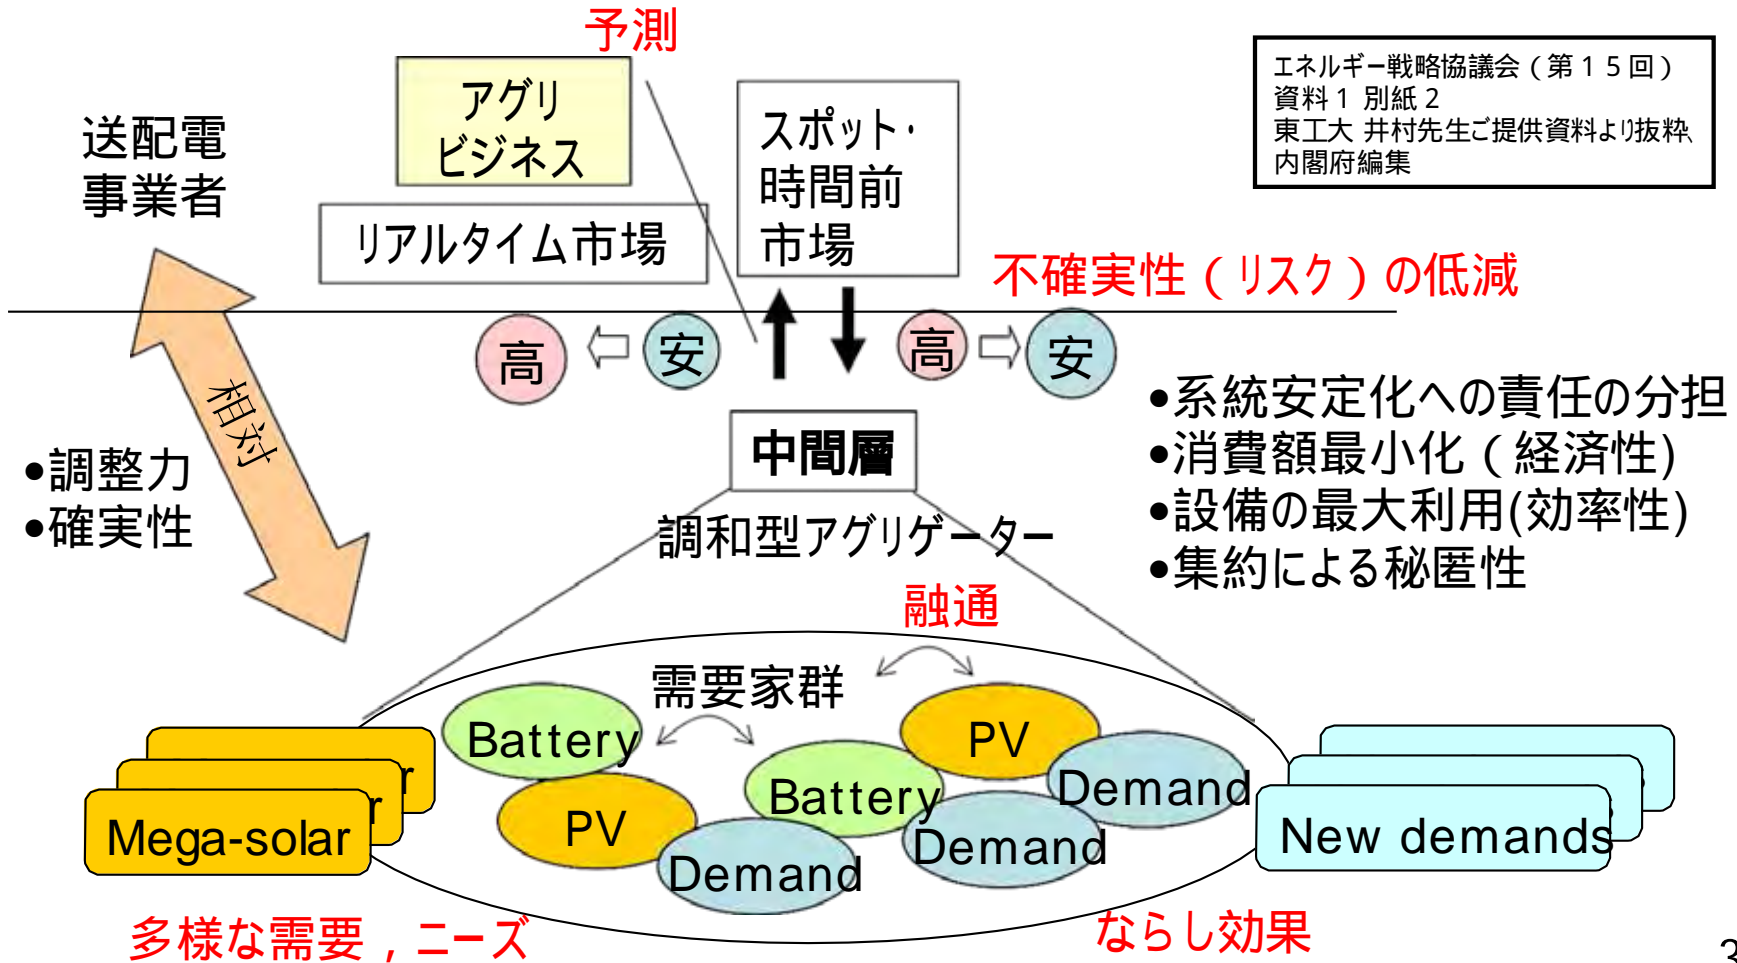 予測
エネルギー戦略協議会（第１５回）
資料１ 別紙２
東工大 井村先生ご提供資料より抜粋、
内閣府編集
アグリ
ビジネス
スポット・
時間前
市場
送配電
事業者
リアルタイム市場
不確実性（リスク）の低減
高
安
高
安
相対
•調整力
•確実性
中間層
調和型アグリゲーター
•系統安定化への責任の分担
•消費額最小化（経済性)
•設備の最大利用(効率性)
•集約による秘匿性
融通
需要家群
Battery
PV
Battery
PV
Demand
Demand
Demand
r
r
Mega-solar
New demands
多様な需要，ニーズ
ならし効果
3